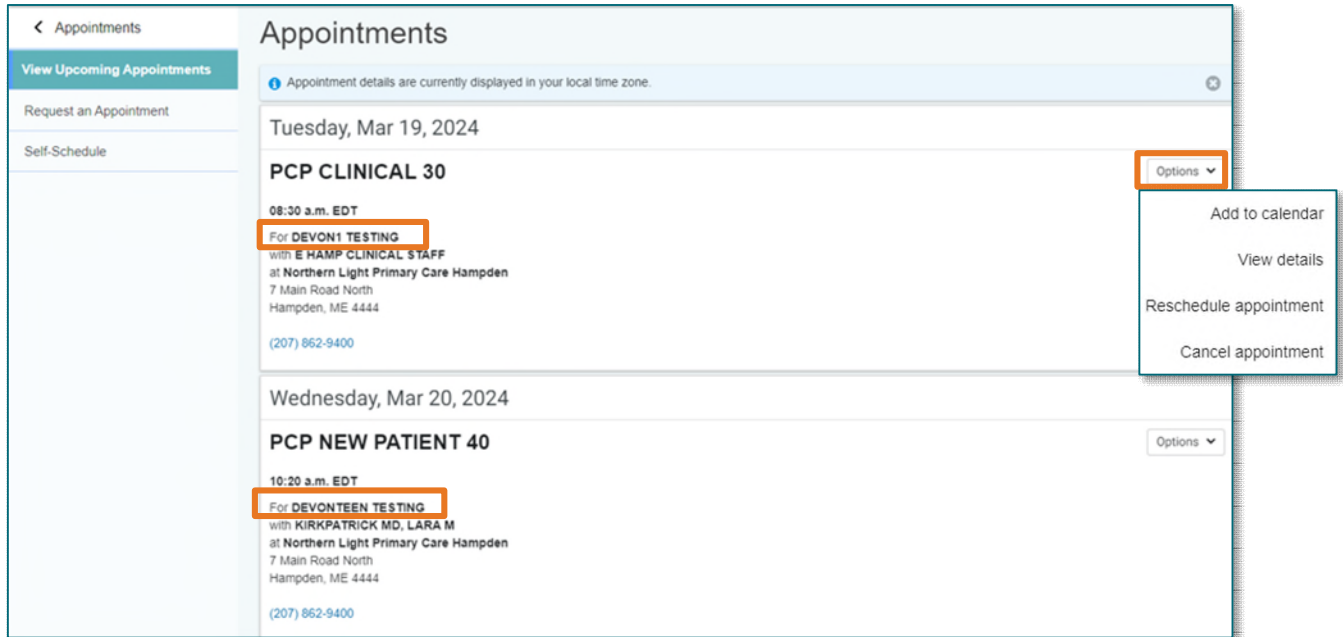 Appointments
View Upcoming Appointments
Request an Appointment
Self-Schedule
Appointments
Appointment details are currently displayed in your local time zone.
Tuesday, Mar 19, 2024
PCP CLINICAL 30
Options
08:30 a.m. EDT
For DEVON1 TESTING
with E HAMP CLINICAL STAFF
at Northern Light Primary Care Hampden
7 Main Road North
Hampden, ME 4444
(207) 862-9400
Add to calendar
View details
Reschedule appointment
Cancel appointment
Wednesday, Mar 20, 2024
PCP NEW PATIENT 40
Options
10:20 a.m. EDT
For DEVONTEEN TESTING
with KIRKPATRICK MD, LARA M
at Northern Light Primary Care Hampden
7 Main Road North
Hampden, ME 4444
(207) 862-9400